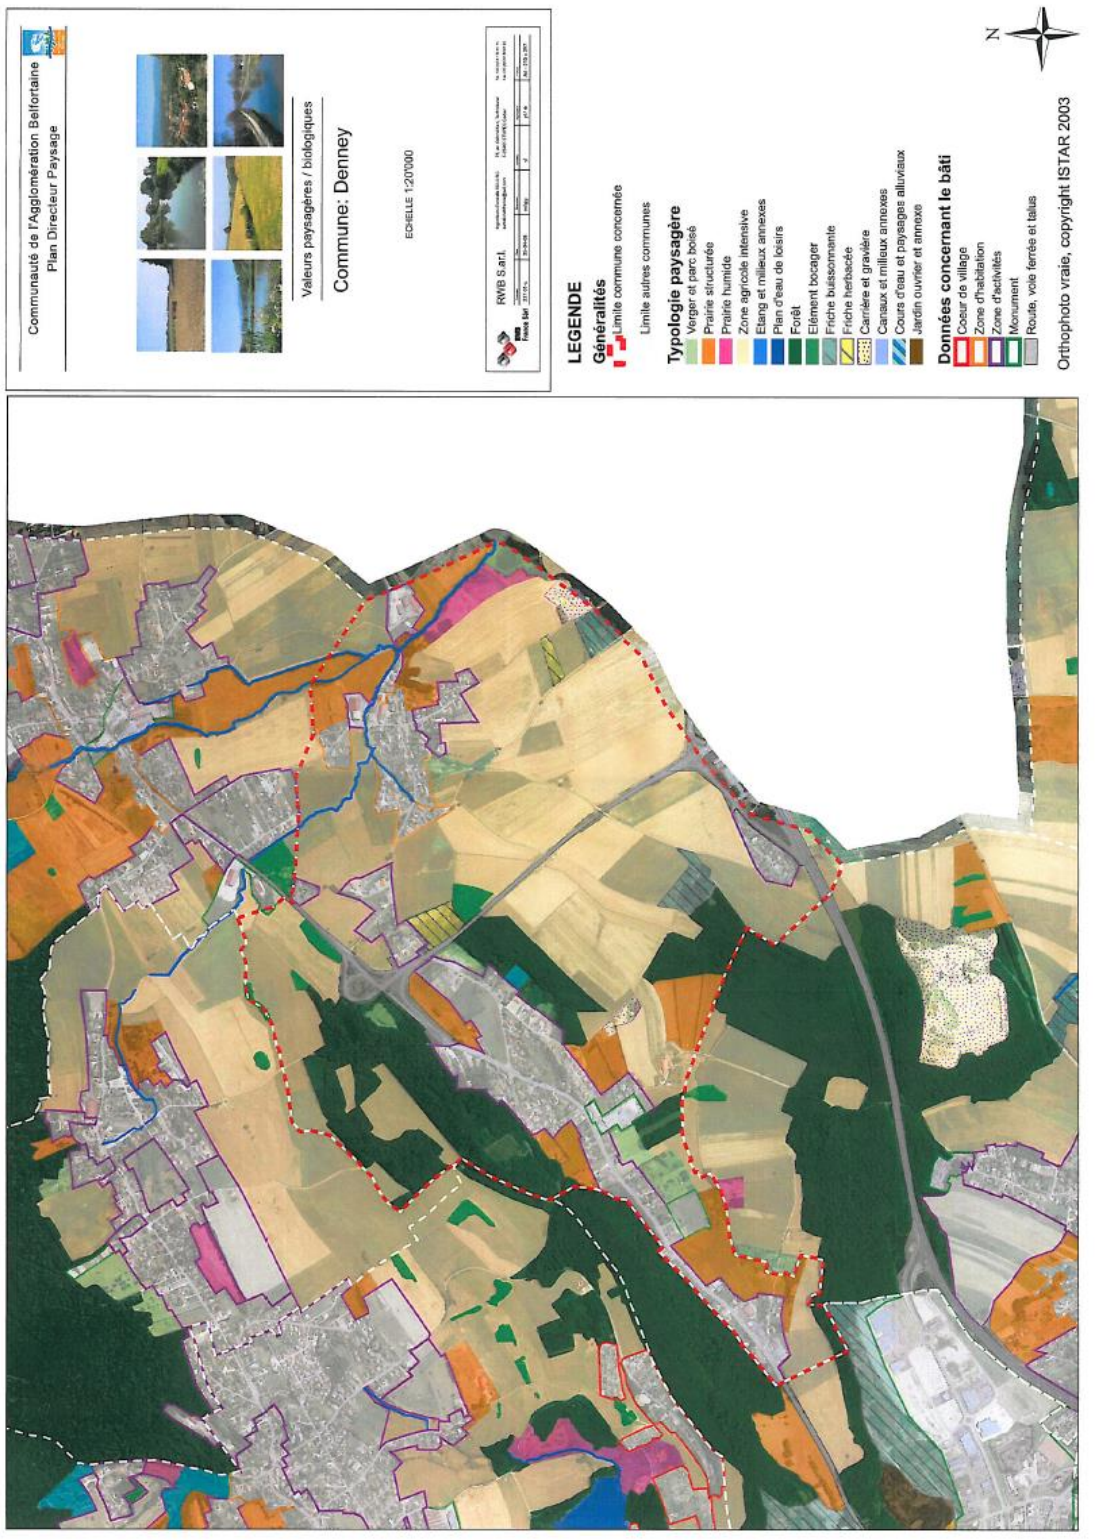 Communauté de l'Agglomération Belfortaine
Plan Directeur Paysage
Valeurs paysagères / biologiques
Commune: Denney
ECHELLE 1:20'000
RWB S.àrl.
RWB
France Sàrl
LEGENDE
Généralités
Limite commune concernée
Limite autres communes
Typologie paysagère
Verger et parc boisé
Prairie structurée
Prairie humide
Zone agricole intensive
Etang et milieux annexes
Plan d'eau de loisirs
Forêt
Elément bocager
Friche buissonnante
Friche herbacée
Carrière et gravière
Canaux et milieux annexes
Cours d'eau et paysages alluviaux
Jardin ouvrier et annexe
Données concernant le bâti
Coeur de village
Zone d'habitation
Zone d'activités
Monument
Route, voie ferrée et talus
Orthophoto vraie, copyright ISTAR 2003
N